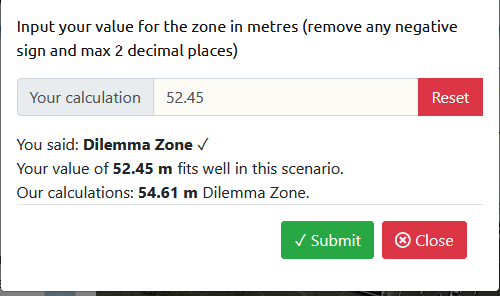 Input your value for the zone in metres (remove any negative
sign and max 2 decimal places)
Your calculation 52.45 Reset
You said: Dilemma Zone ✓
Your value of 52.45 m fits well in this scenario.
Our calculations: 54.61 m Dilemma Zone.
✓ Submit ⊗ Close